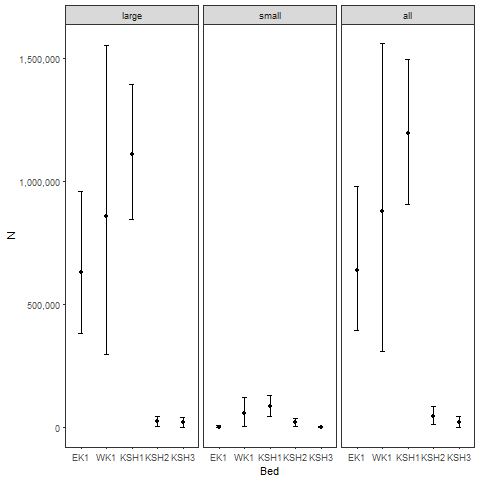 large small all
1,500,000
1,000,000
500,000
0
N
EK1 WK1 KSH1 KSH2 KSH3 EK1 WK1 KSH1 KSH2 KSH3 EK1 WK1 KSH1 KSH2 KSH3
Bed